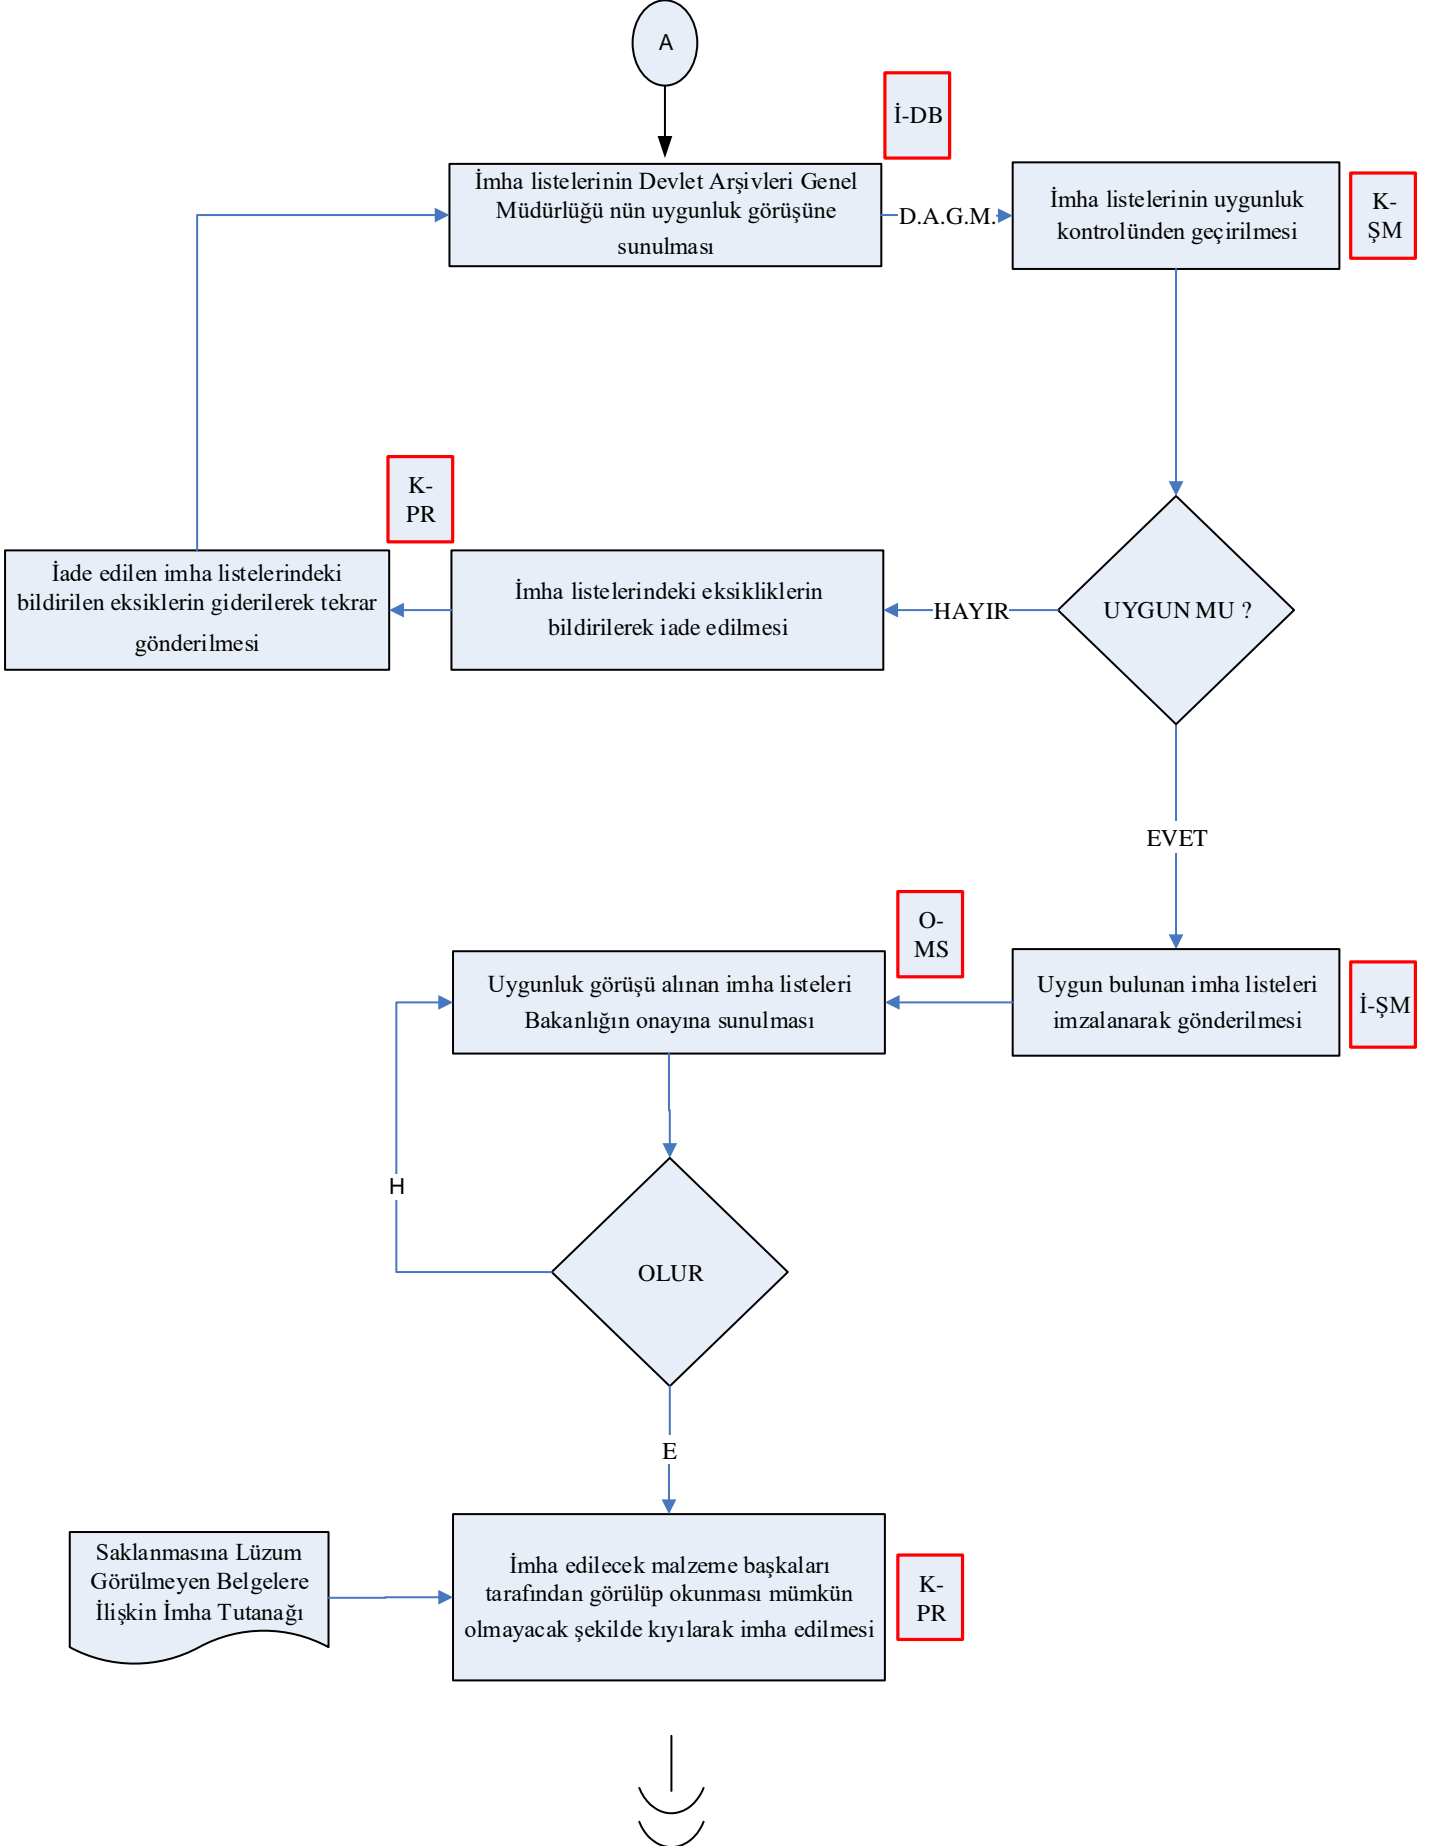 A
İ-DB
İmha listelerinin Devlet Arşivleri Genel
Müdürlüğü nün uygunluk görüşüne
sunulması
D.A.G.M.
İmha listelerinin uygunluk
kontrolünden geçirilmesi
K-
ŞM
K-
PR
İade edilen imha listelerindeki
bildirilen eksiklerin giderilerek tekrar
gönderilmesi
İmha listelerindeki eksikliklerin
bildirilerek iade edilmesi
HAYIR
UYGUN MU ?
EVET
O-
MS
Uygunluk görüşü alınan imha listeleri
Bakanlığın onayına sunulması
Uygun bulunan imha listeleri
imzalanarak gönderilmesi
İ-ŞM
H
OLUR
E
Saklanmasına Lüzum
Görülmeyen Belgelere
İlişkin İmha Tutanağı
İmha edilecek malzeme başkaları
tarafından görülüp okunması mümkün
olmayacak şekilde kıyılarak imha edilmesi
K-
PR